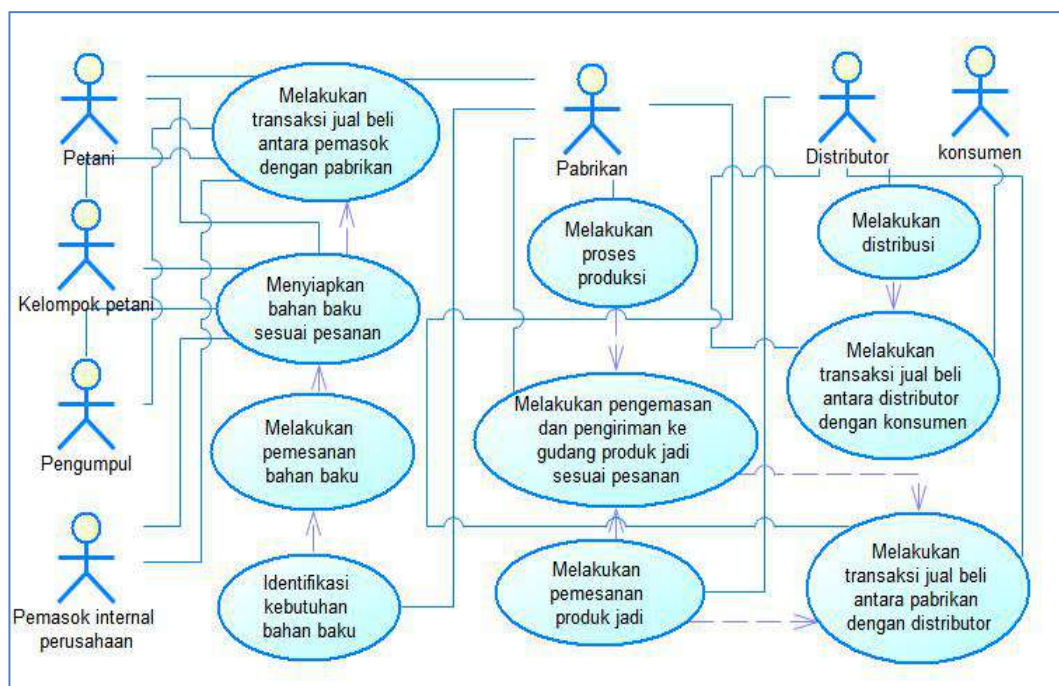 Petani
Melakukan
transaksi jual beli
antara pemasok
dengan pabrikan
Pabrikan
Distributor
konsumen
Kelompok petani
Menyiapkan
bahan baku
sesuai pesanan
Melakukan
proses
produksi
Melakukan
distribusi
Pengumpul
Melakukan
pemesanan
bahan baku
Melakukan pengemasan
dan pengiriman ke
gudang produk jadi
sesuai pesanan
Melakukan
transaksi jual beli
antara distributor
dengan konsumen
Pemasok internal
perusahaan
Identifikasi
kebutuhan
bahan baku
Melakukan
pemesanan
produk jadi
Melakukan
transaksi jual beli
antara pabrikan
dengan distributor